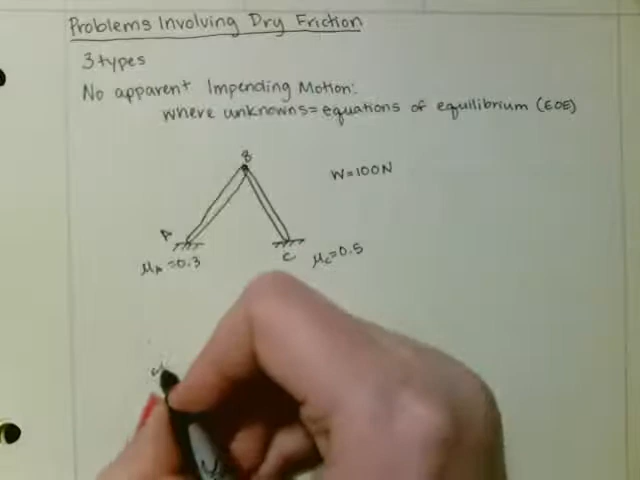 Problems Involving Dry Friction
3 types
No apparent Impending Motion:
where unknowns = equations of equilibrium (EOE)
B
W=100N
A
C
μA = 0.3
μC = 0.5